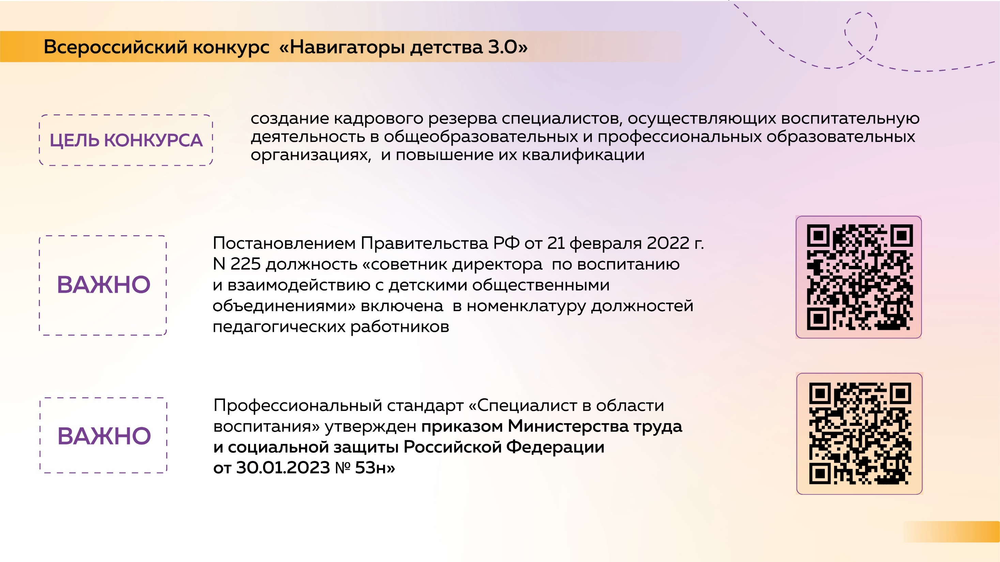 Всероссийский конкурс «Навигаторы детства 3.0»
ЦЕЛЬ КОНКУРСА
создание кадрового резерва специалистов, осуществляющих воспитательную
деятельность в общеобразовательных и профессиональных образовательных
организациях, и повышение их квалификации
ВАЖНО
Постановлением Правительства РФ от 21 февраля 2022 г.
N 225 должность «советник директора по воспитанию
и взаимодействию с детскими общественными
объединениями» включена в номенклатуру должностей
педагогических работников
ВАЖНО
Профессиональный стандарт «Специалист в области
воспитания» утвержден приказом Министерства труда
и социальной защиты Российской Федерации
от 30.01.2023 № 53н»